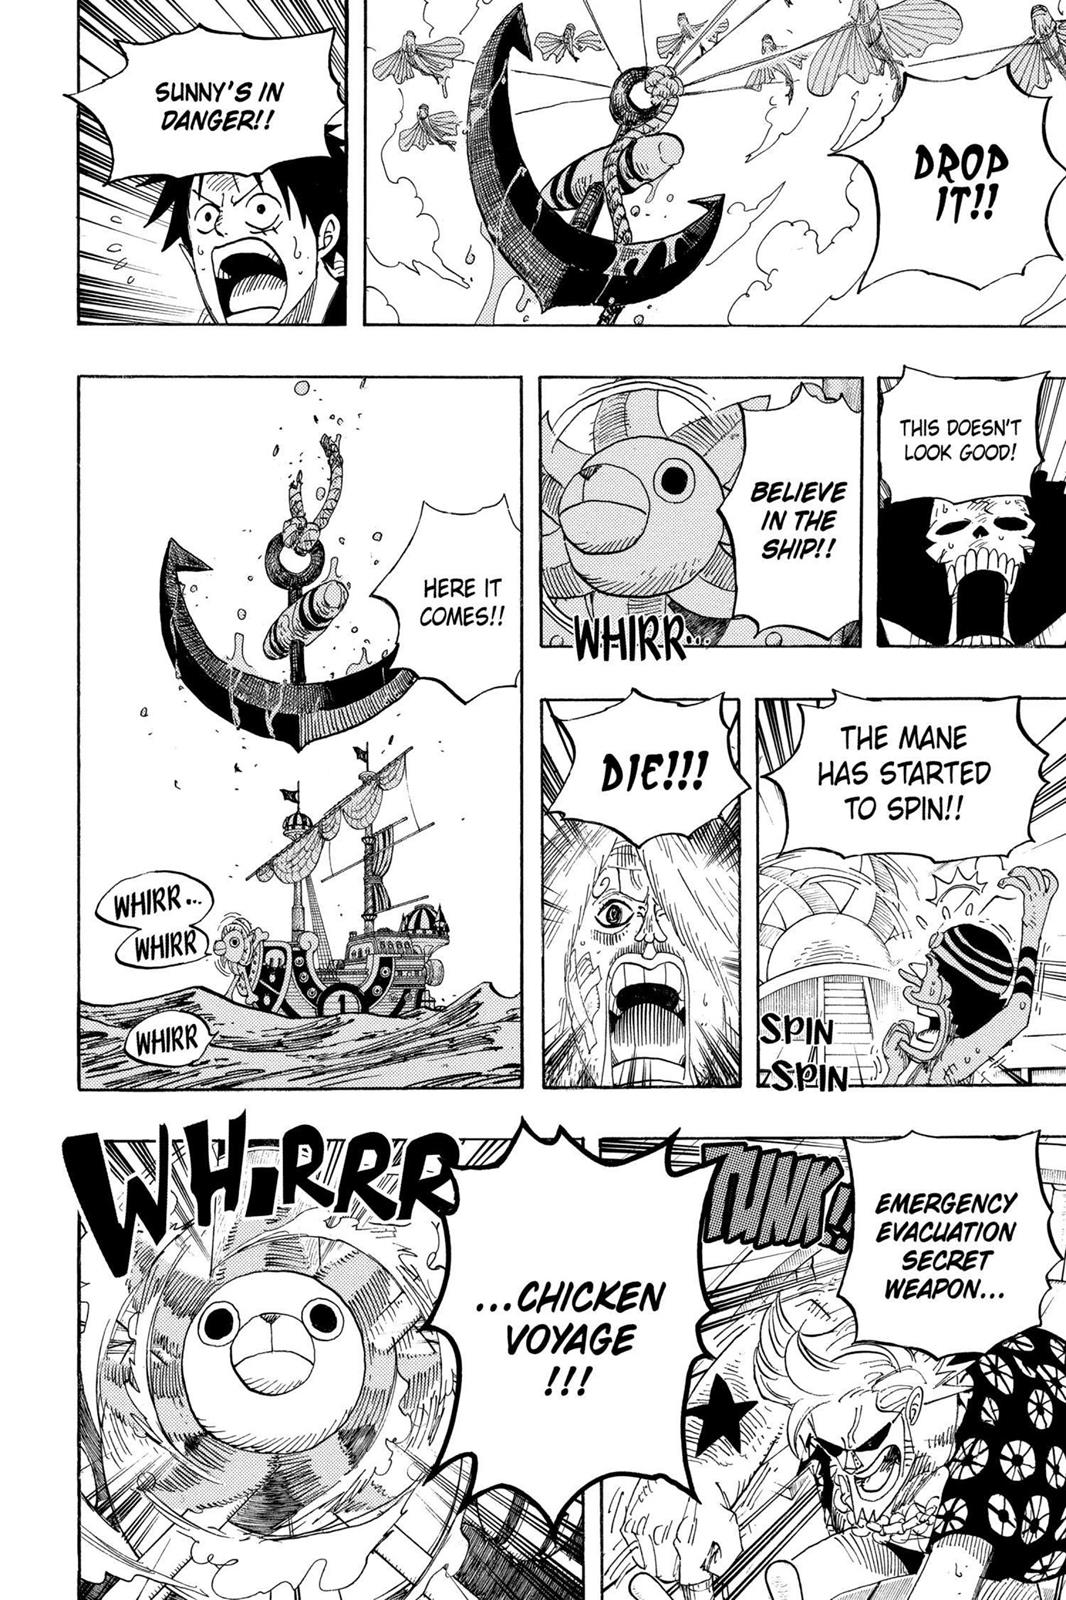 DROP
IT!!
SUNNY'S IN
DANGER!!
THIS DOESN'T
LOOK GOOD!
BELIEVE
IN THE
SHIP!!
WHIRR...
THE MANE
HAS STARTED
TO SPIN!!
SPIN
SPIN
DIE!!!
HERE IT
COMES!!
WHIRR...
WHIRR
WHIRR
EMERGENCY
EVACUATION
SECRET
WEAPON...
TUNK!!
...CHICKEN
VOYAGE
!!!
WHIRRR